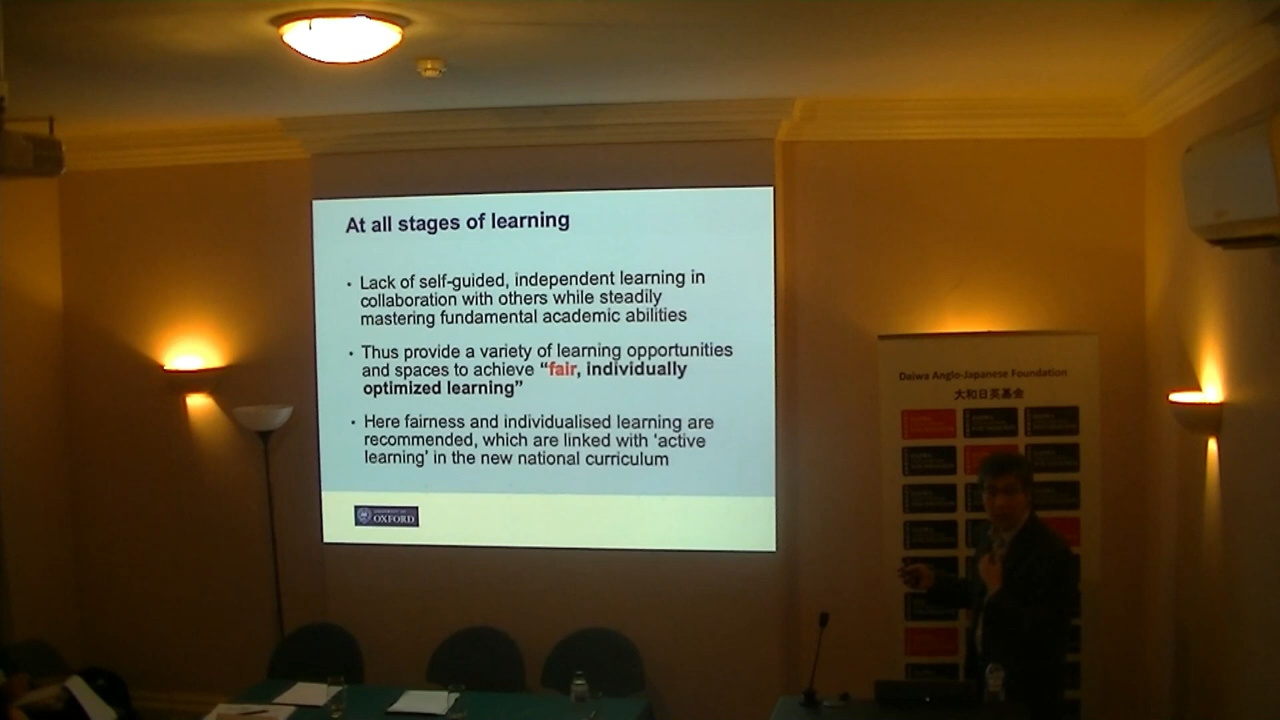 At all stages of learning
• Lack of self-guided, independent learning in
collaboration with others while steadily
mastering fundamental academic abilities
• Thus provide a variety of learning opportunities
and spaces to achieve “fair, individually
optimized learning”
• Here fairness and individualised learning are
recommended, which are linked with ‘active
learning’ in the new national curriculum
UNIVERSITY OF
OXFORD
Daiwa Anglo-Japanese Foundation
大和日英基会